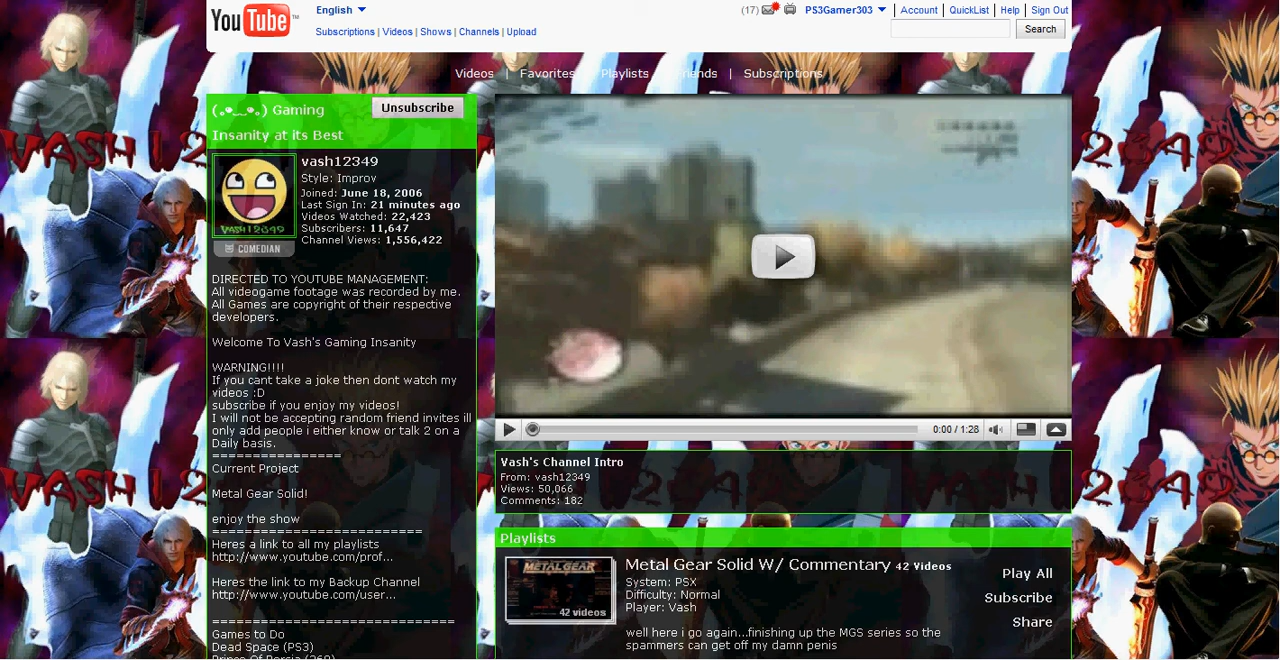 You Tube ™
English
(17)
PS3Gamer303
Account | QuickList | Help | Sign Out
Subscriptions | Videos | Shows | Channels | Upload
Search
Videos | Favorites Playlists Friends | Subscriptions
Gaming
Insanity at its Best
Unsubscribe
vash12349
Style: Improv
Joined: June 18, 2006
Last Sign In: 21 minutes ago
Videos Watched: 22,423
Subscribers: 11,647
Channel Views: 1,556,422
VASH12349
COMEDIAN
DIRECTED TO YOUTUBE MANAGEMENT:
All videogame footage was recorded by me.
All Games are copyright of their respective
developers.
Welcome To Vash's Gaming Insanity
WARNING!!!!
If you cant take a joke then dont watch my
videos :D
subscribe if you enjoy my videos!
I will not be accepting random friend invites ill
only add people i either know or talk 2 on a
Daily basis.
================
Current Project
Metal Gear Solid!
enjoy the show
==========================
Heres a link to all my playlists
http://www.youtube.com/prof...
Heres the link to my Backup Channel
http://www.youtube.com/user...
==============================
Games to Do
Dead Space (PS3)
Prince Of Persia (360)
0:00 / 1:28
Vash's Channel Intro
From: vash12349
Views: 50,066
Comments: 182
Playlists
METAL GEAR
42 videos
Metal Gear Solid W/ Commentary 42 Videos
System: PSX
Difficulty: Normal
Player: Vash
well here i go again...finishing up the MGS series so the
spammers can get off my damn penis
Play All
Subscribe
Share